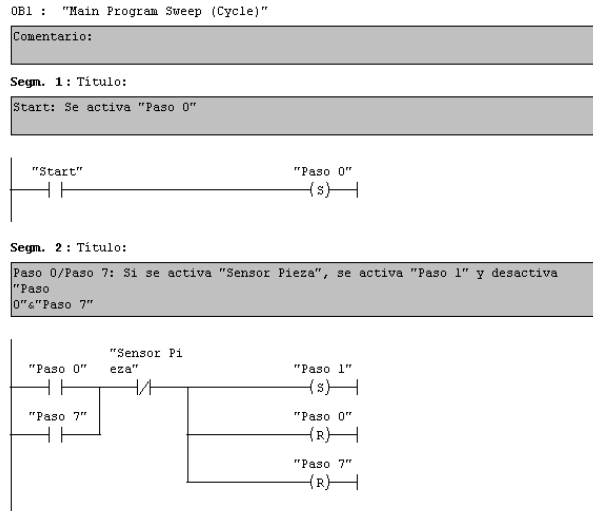 OB1 : "Main Program Sweep (Cycle)"
Comentario:
Segm. 1: Título:
Start: Se activa "Paso 0"
"Start" "Paso 0"
(S)
Segm. 2: Título:
Paso 0/Paso 7: Si se activa "Sensor Pieza", se activa "Paso 1" y desactiva
"Paso
0"&"Paso 7"
"Sensor Pi
"Paso 0" eza" "Paso 1"
(S)
"Paso 7" "Paso 0"
(R)
"Paso 7"
(R)